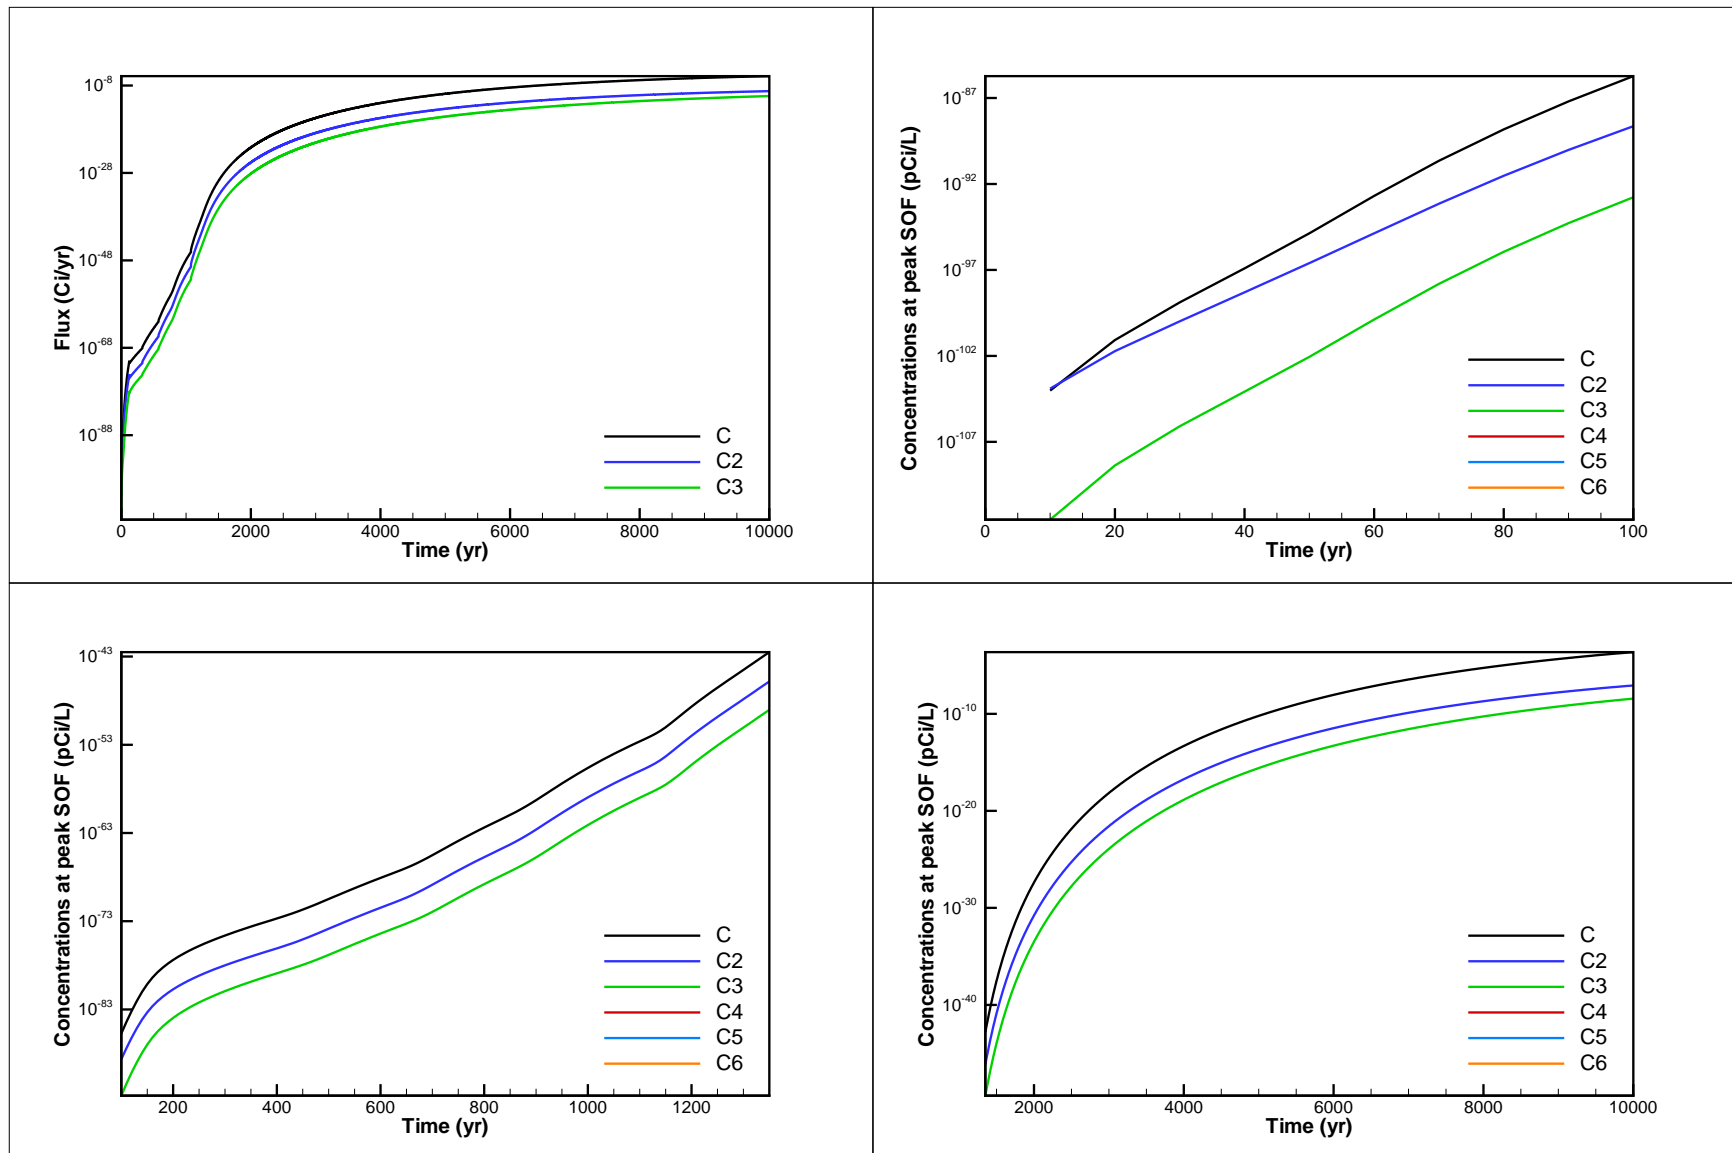 Flux (Ci/yr)
10^-8
10^-28
10^-48
10^-68
10^-88
C
C2
C3
0 2000 4000 6000 8000 10000
Time (yr)
Concentrations at peak SOF (pCi/L)
10^-87
10^-92
10^-97
10^-102
10^-107
C
C2
C3
C4
C5
C6
0 20 40 60 80 100
Time (yr)
Concentrations at peak SOF (pCi/L)
10^-43
10^-53
10^-63
10^-73
10^-83
C
C2
C3
C4
C5
C6
200 400 600 800 1000 1200
Time (yr)
Concentrations at peak SOF (pCi/L)
10^-10
10^-20
10^-30
10^-40
C
C2
C3
C4
C5
C6
2000 4000 6000 8000 10000
Time (yr)